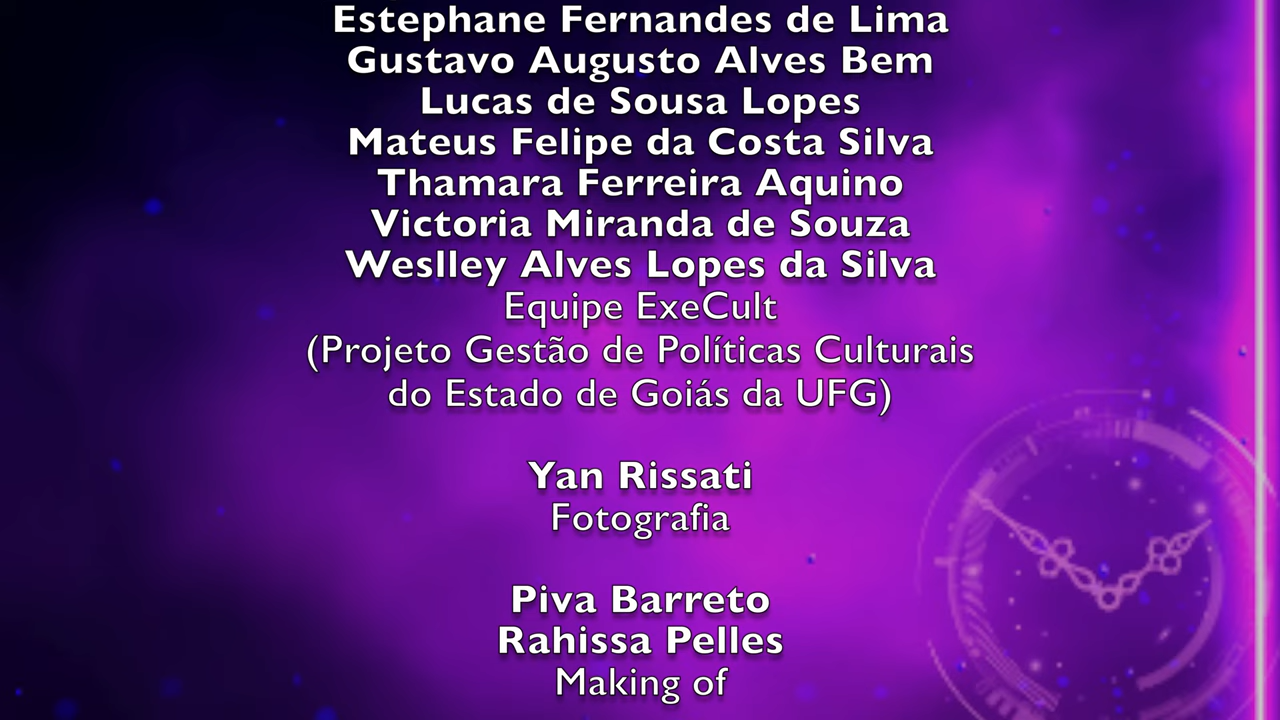 Estephane Fernandes de Lima
Gustavo Augusto Alves Bem
Lucas de Sousa Lopes
Mateus Felipe da Costa Silva
Thamara Ferreira Aquino
Victoria Miranda de Souza
Weslley Alves Lopes da Silva
Equipe ExeCult
(Projeto Gestão de Políticas Culturais
do Estado de Goiás da UFG)
Yan Rissati
Fotografia
Piva Barreto
Rahissa Pelles
Making of